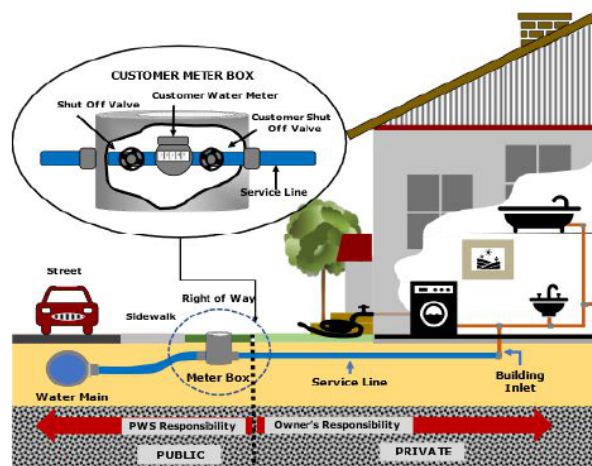 CUSTOMER METER BOX
Customer Water Meter
Shut Off Valve
Customer Shut
Off Valve
Service Line
Street
Sidewalk
Right of Way
Water Main
Meter Box
Service Line
Building
Inlet
PWS Responsibility
Owner's Responsibility
PUBLIC
PRIVATE